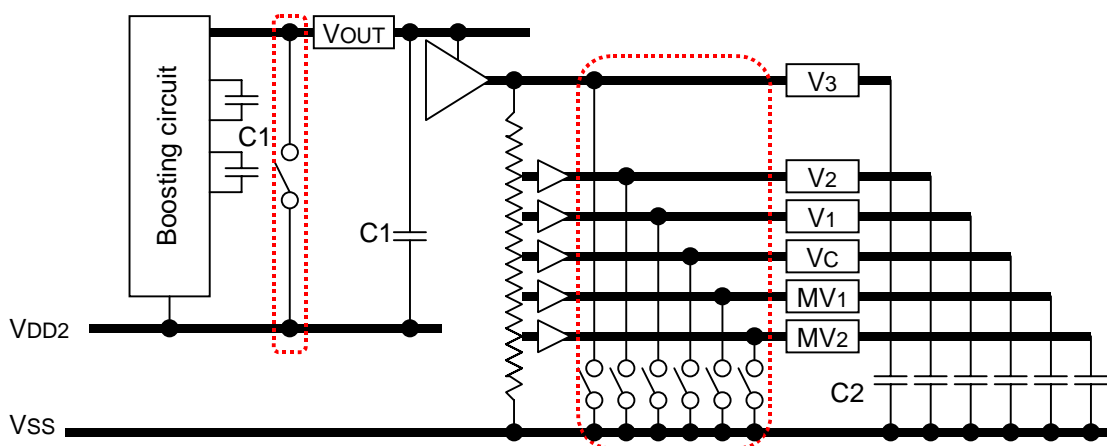 Boosting circuit
C1
VOUT
C1
V3
V2
V1
VC
MV1
MV2
C2
VDD2
VSS